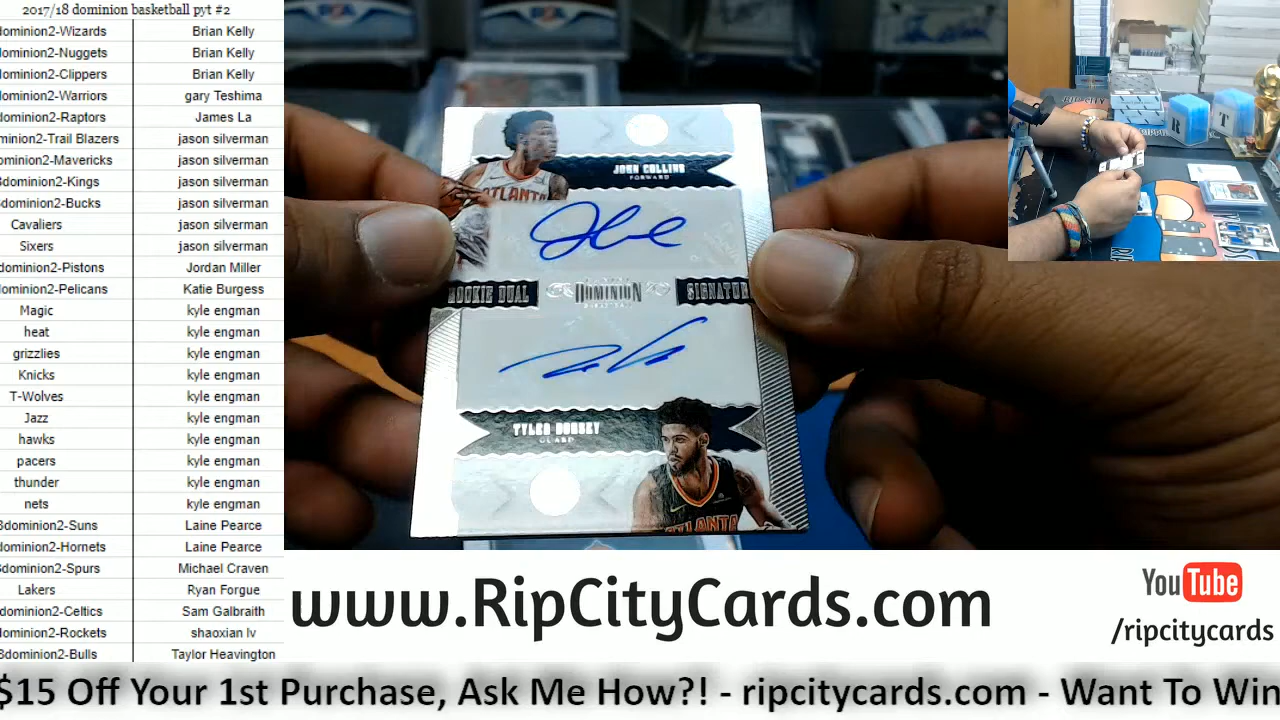 2017/18 dominion basketball pyt #2
dominion2-Wizards Brian Kelly
dominion2-Nuggets Brian Kelly
dominion2-Clippers Brian Kelly
dominion2-Warriors gary Teshima
dominion2-Raptors James La
minion2-Trail Blazers jason silverman
ominion2-Mavericks jason silverman
3dominion2-Kings jason silverman
3dominion2-Bucks jason silverman
Cavaliers jason silverman
Sixers jason silverman
dominion2-Pistons Jordan Miller
dominion2-Pelicans Katie Burgess
Magic kyle engman
heat kyle engman
grizzlies kyle engman
Knicks kyle engman
T-Wolves kyle engman
Jazz kyle engman
hawks kyle engman
pacers kyle engman
thunder kyle engman
nets kyle engman
3dominion2-Suns Laine Pearce
dominion2-Hornets Laine Pearce
3dominion2-Spurs Michael Craven
Lakers Ryan Forgue
dominion2-Celtics Sam Galbraith
dominion2-Rockets shaoxian lv
3dominion2-Bulls Taylor Heavington
JOHN COLLINS
FORWARD
ATLANTA
ROOKIE DUAL DOMINION SIGNATUR
TYLER DORSEY
GUARD
ATLANTA
RIP CITY
R T
www.RipCityCards.com
YouTube
/ripcitycards
$15 Off Your 1st Purchase, Ask Me How?! - ripcitycards.com - Want To Win